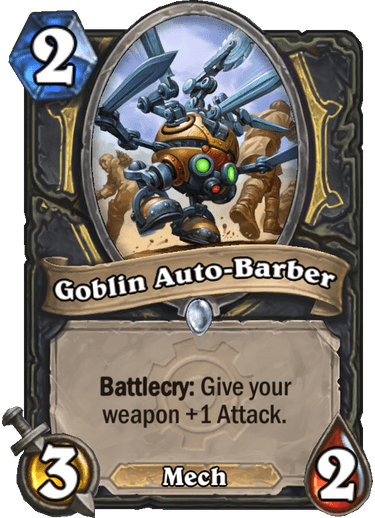 2
Goblin Auto-Barber
Battlecry: Give your
weapon +1 Attack.
3
Mech
2